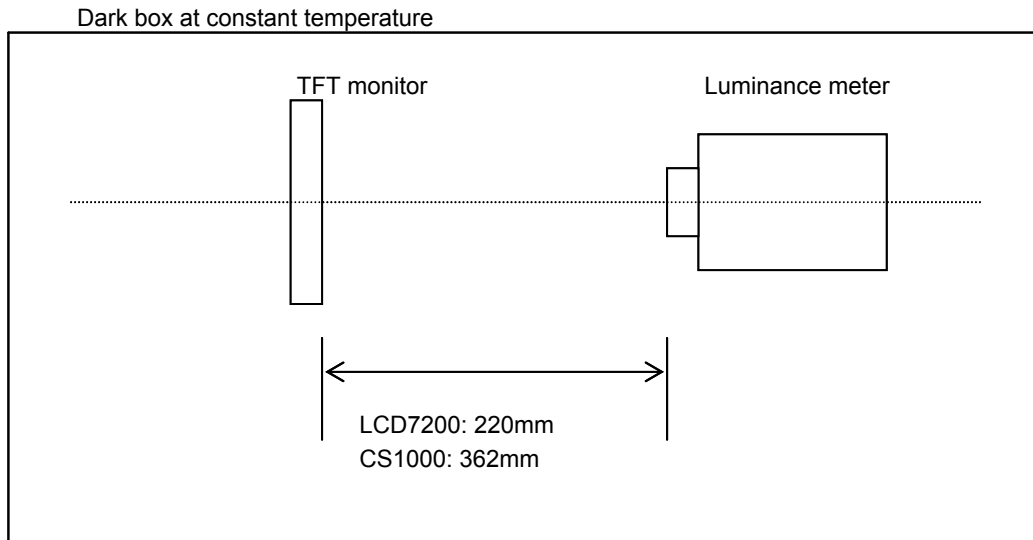 Dark box at constant temperature
TFT monitor
Luminance meter
LCD7200: 220mm
CS1000: 362mm